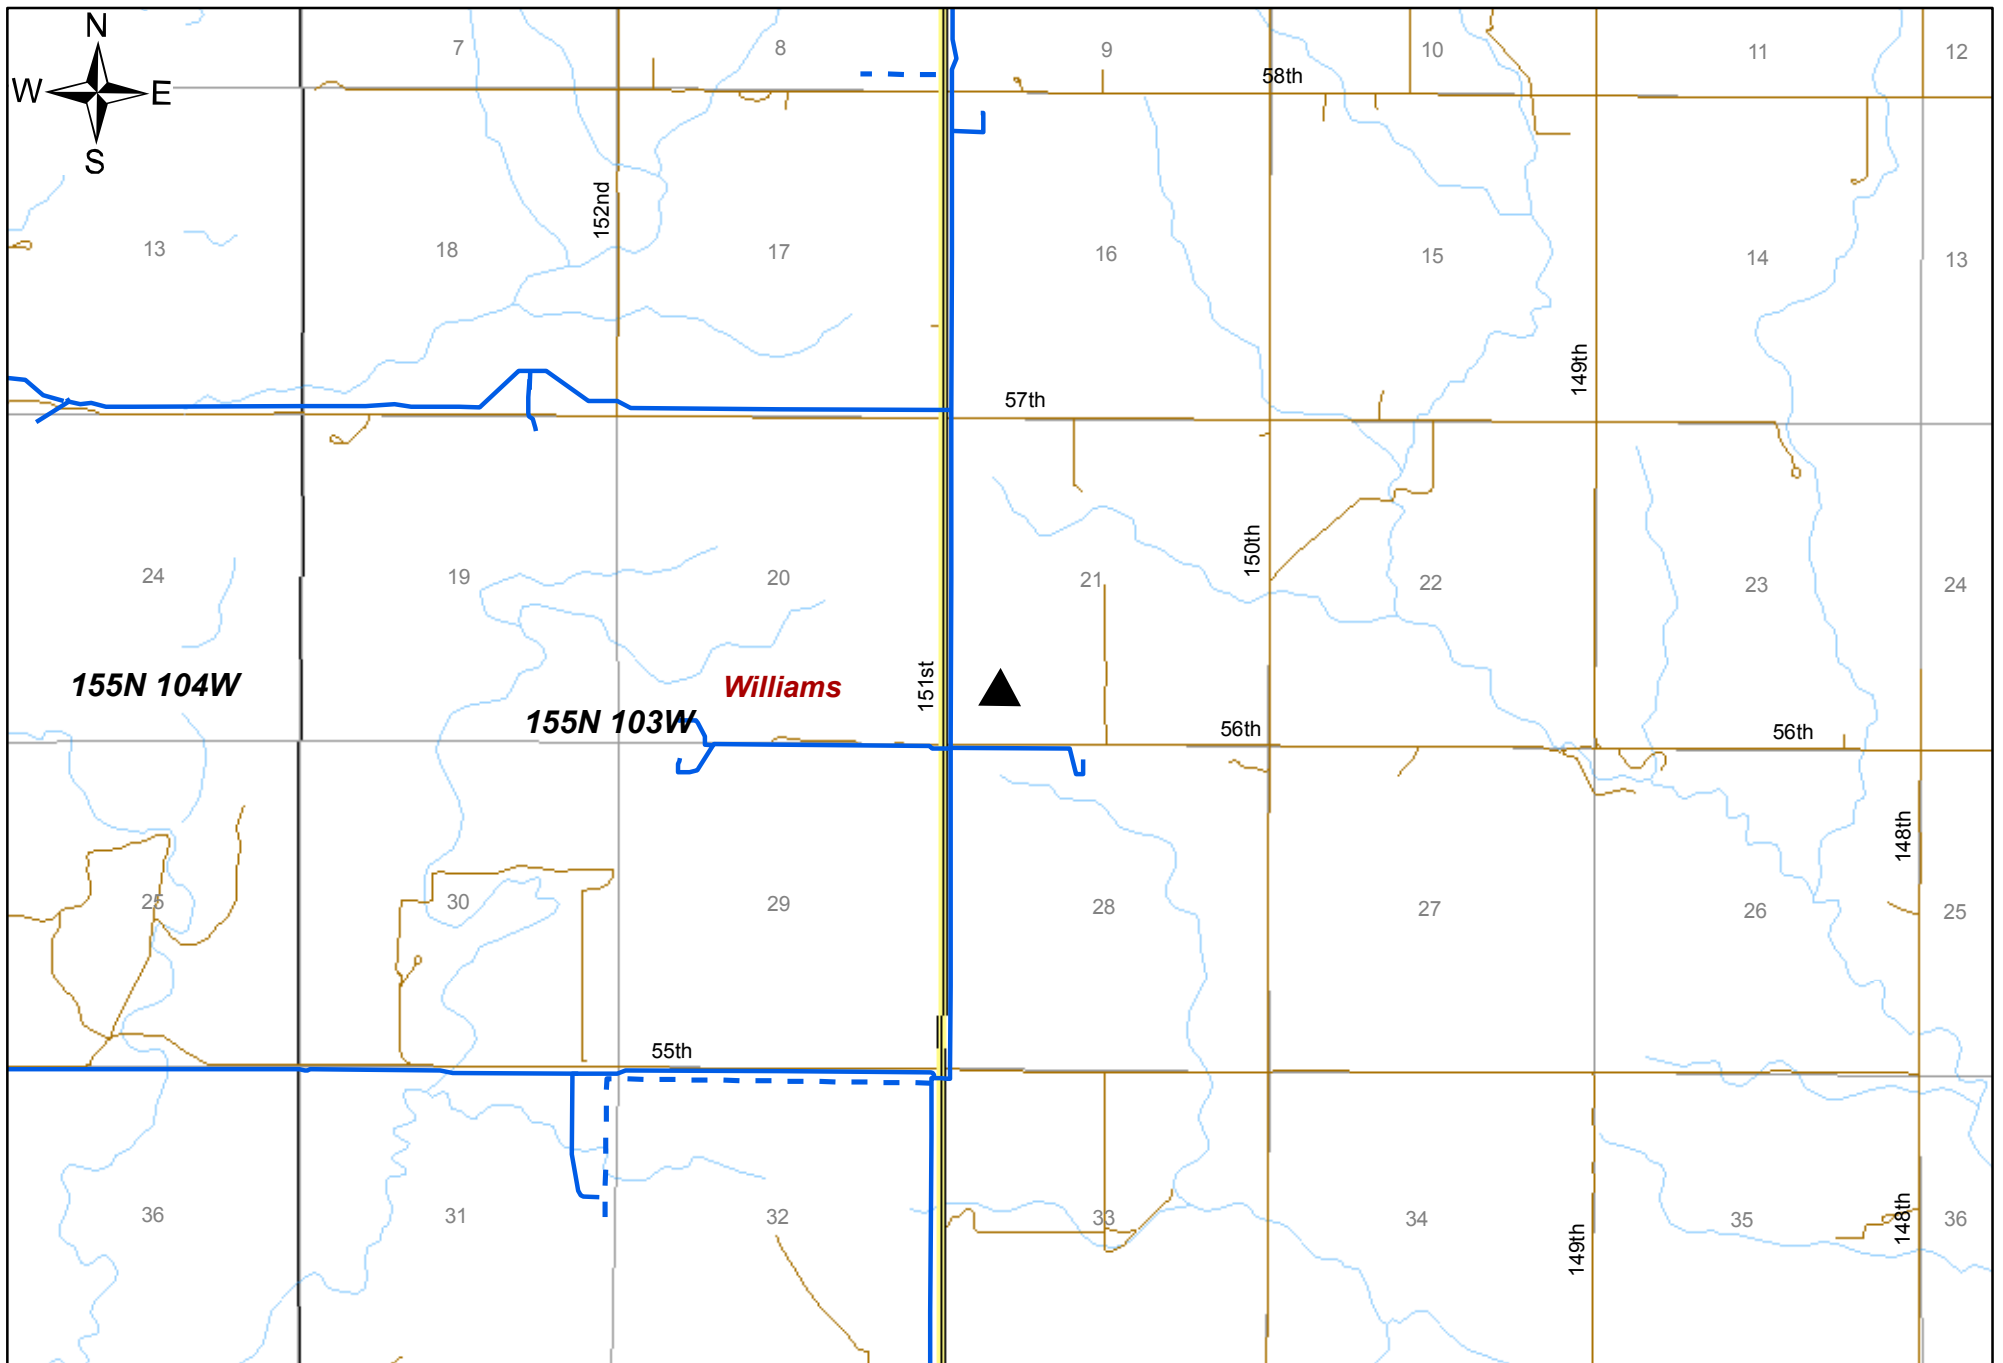 N
W E
S
7 8 9 10 11 12
58th
152nd
13 18 17 16 15 14 13
149th
57th
150th
24 19 20 21 22 23 24
155N 104W
Williams
151st
155N 103W
56th 56th
148th
25 30 29 28 27 26 25
55th
36 31 32 33 34 35 36
148th
149th